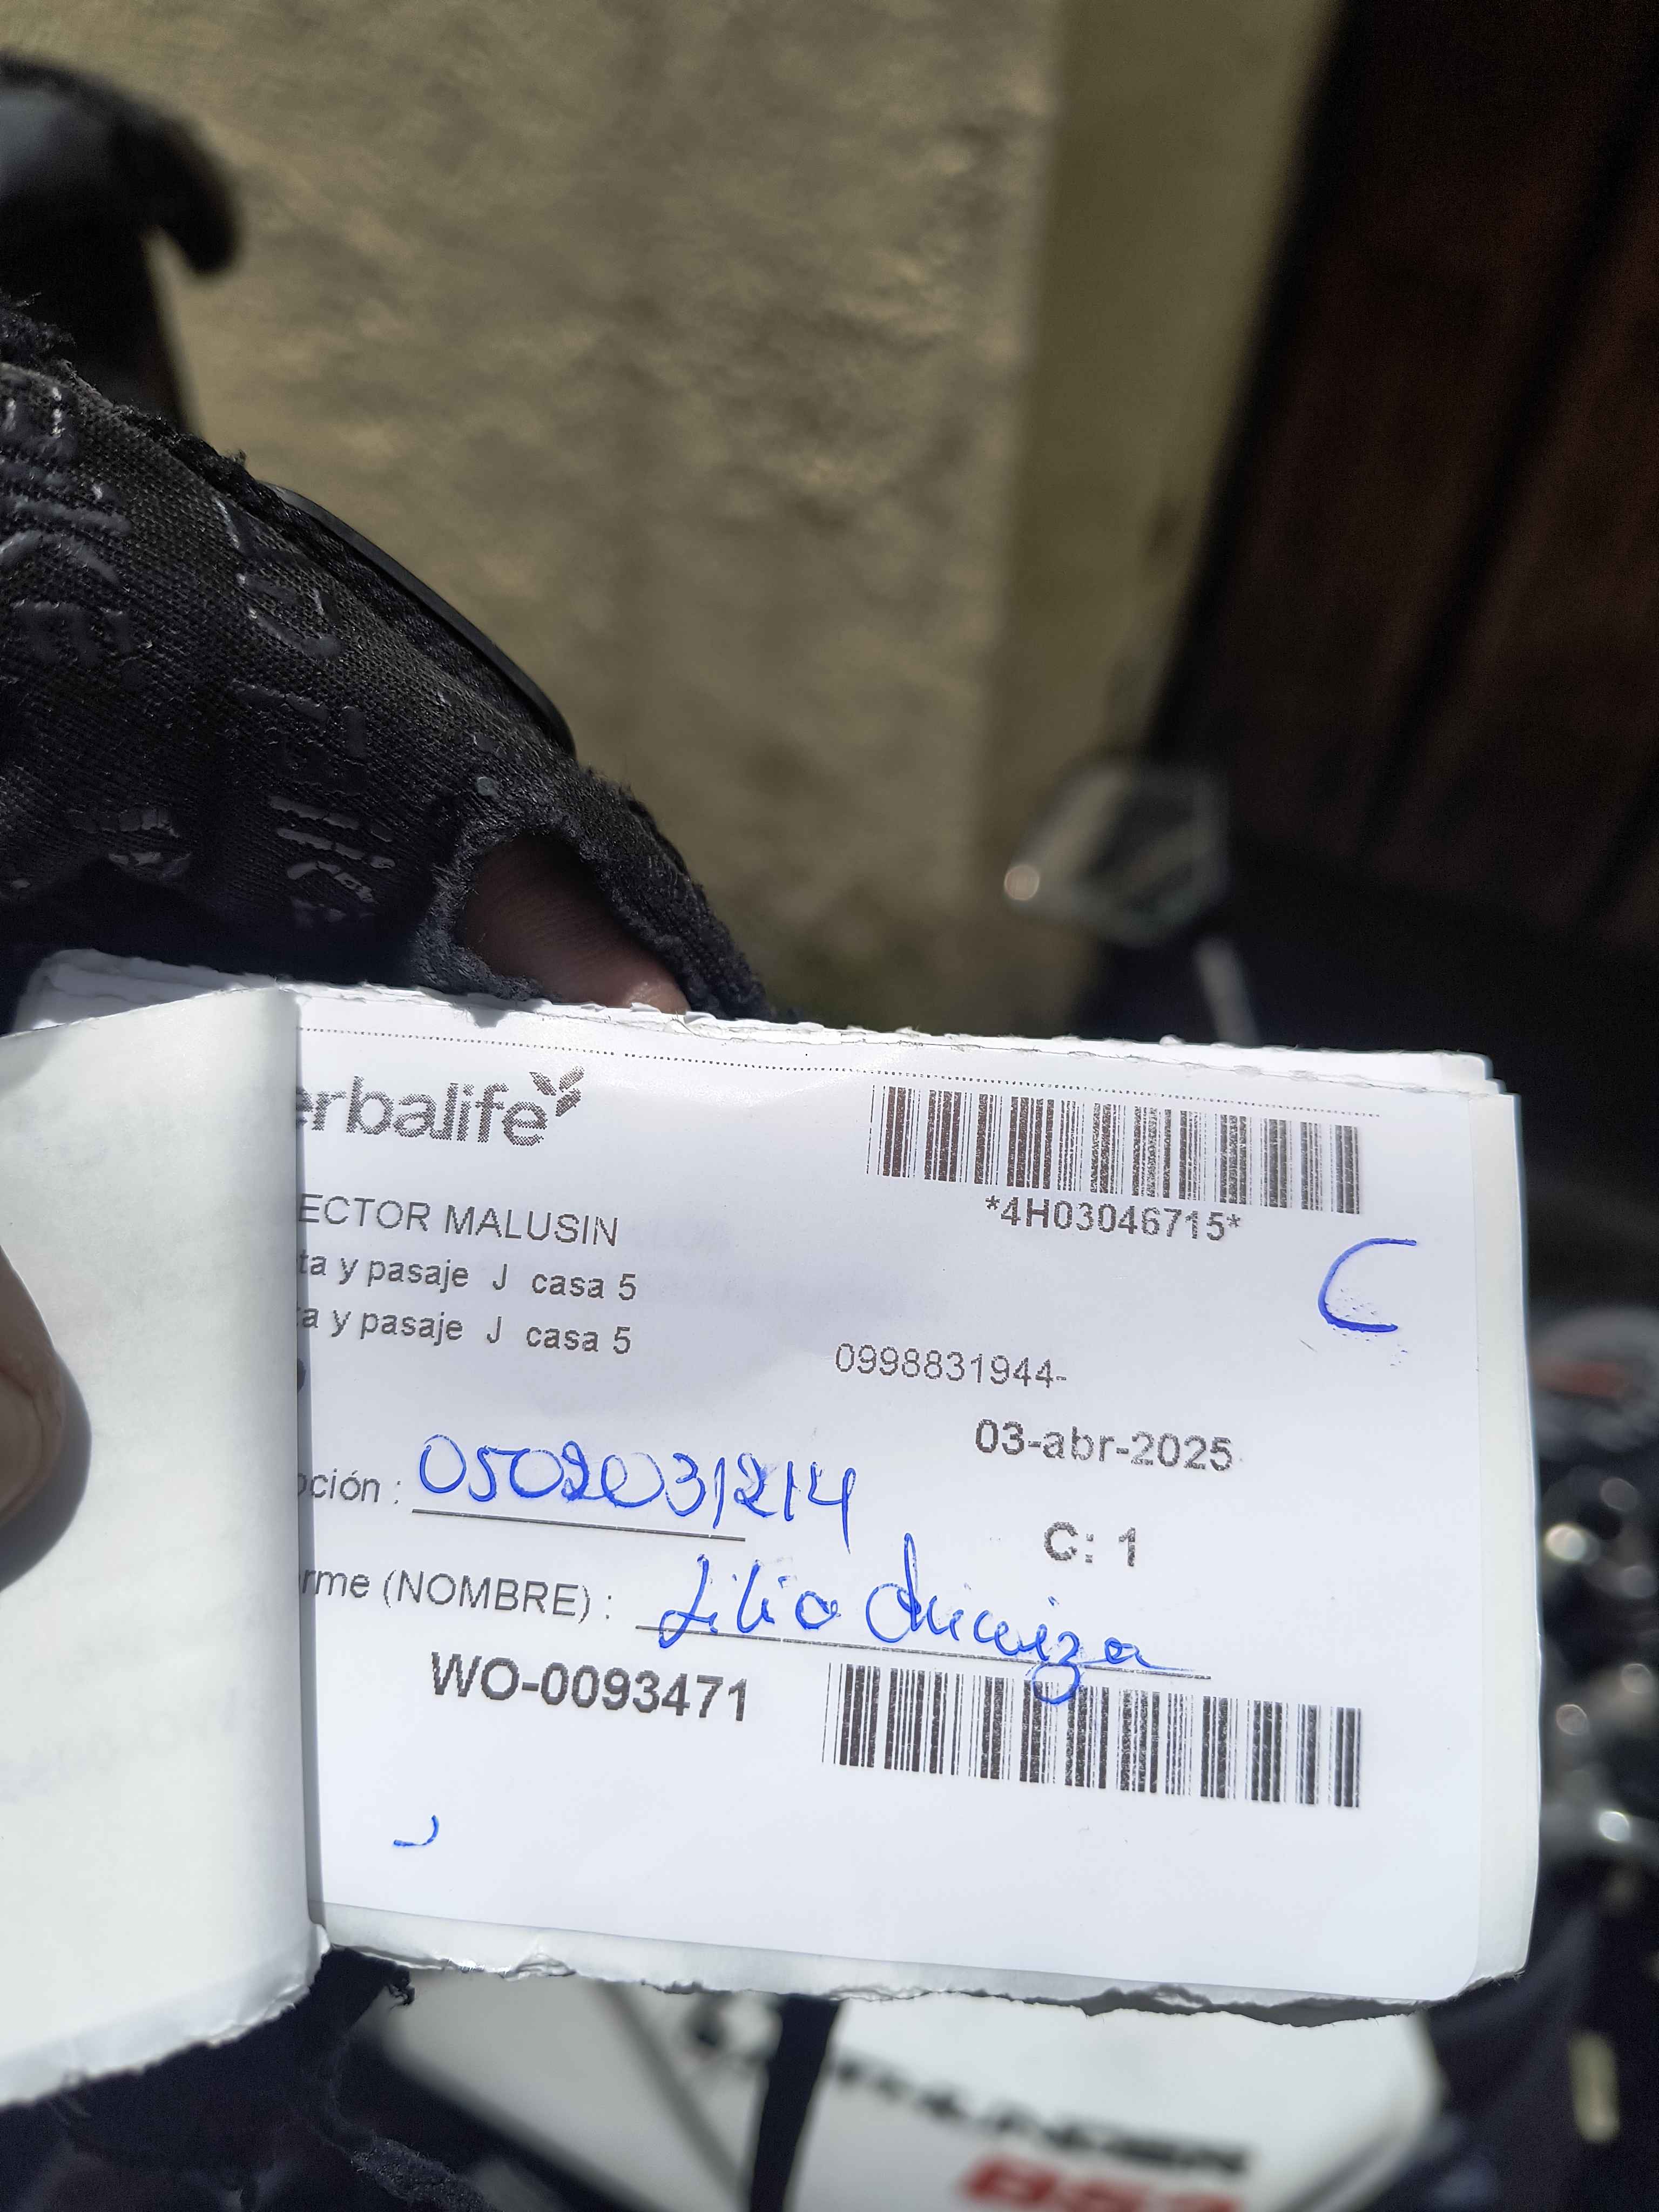 erbalife
*4H03046715*
ECTOR MALUSIN
ta y pasaje J casa 5
a y pasaje J casa 5
0998831944-
C
03-abr-2025
pción : 0502031214
C: 1
rme (NOMBRE) : Lilia
WO-0093471